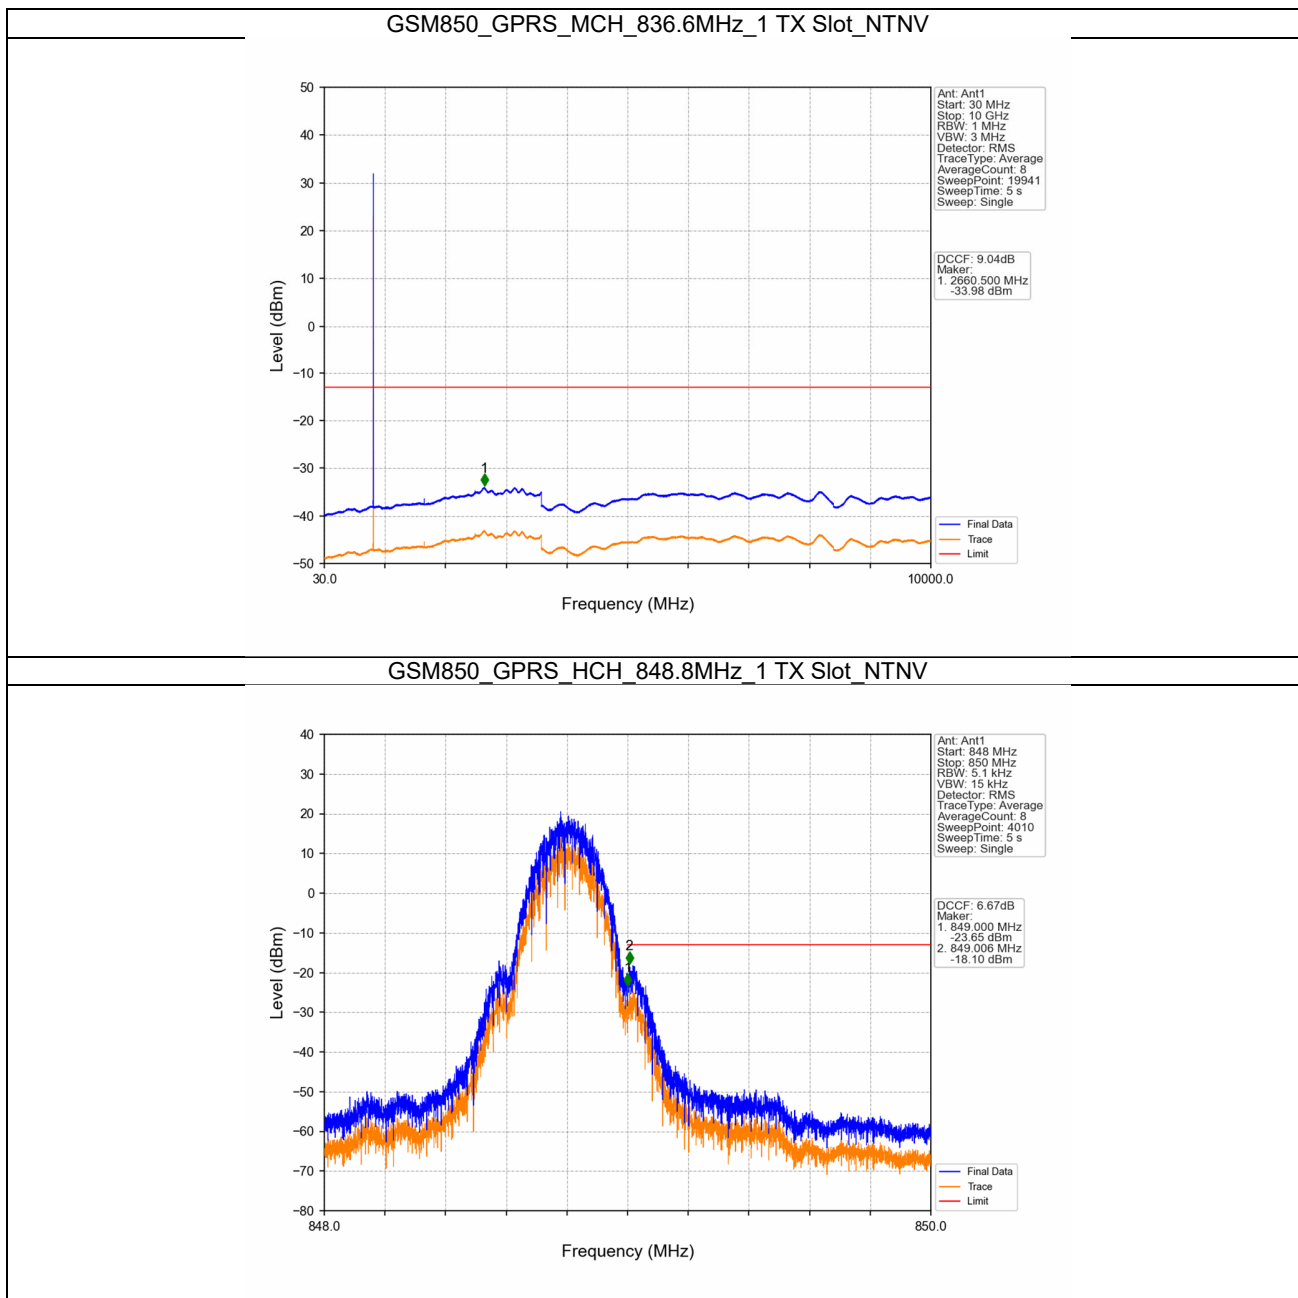 GSM850_GPRS_MCH_836.6MHz_1 TX Slot_NTNV
50
40
30
20
10
0
−10
−20
−30
−40
−50
Level (dBm)
30.0
10000.0
Frequency (MHz)
1
Ant: Ant1
Start: 30 MHz
Stop: 10 GHz
RBW: 1 MHz
VBW: 3 MHz
Detector: RMS
TraceType: Average
AverageCount: 8
SweepPoint: 19941
SweepTime: 5 s
Sweep: Single
DCCF: 9.04dB
Maker:
1. 2660.500 MHz
-33.98 dBm
Final Data
Trace
Limit
GSM850_GPRS_HCH_848.8MHz_1 TX Slot_NTNV
40
30
20
10
0
−10
−20
−30
−40
−50
−60
−70
−80
Level (dBm)
848.0
850.0
Frequency (MHz)
2
1
Ant: Ant1
Start: 848 MHz
Stop: 850 MHz
RBW: 5.1 kHz
VBW: 15 kHz
Detector: RMS
TraceType: Average
AverageCount: 8
SweepPoint: 4010
SweepTime: 5 s
Sweep: Single
DCCF: 6.67dB
Maker:
1. 849.000 MHz
-23.65 dBm
2. 849.006 MHz
-18.10 dBm
Final Data
Trace
Limit